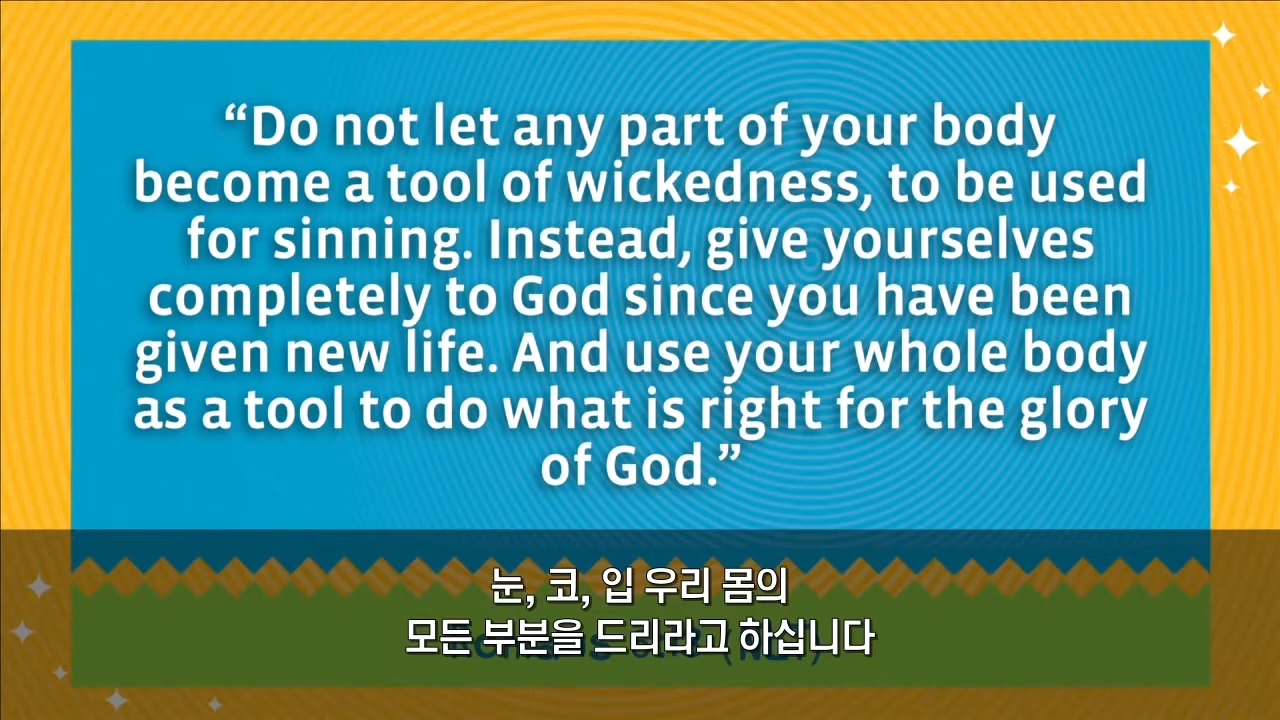 “Do not let any part of your body
become a tool of wickedness, to be used
for sinning. Instead, give yourselves
completely to God since you have been
given new life. And use your whole body
as a tool to do what is right for the glory
of God.”
눈, 코, 입 우리 몸의
모든 부분을 드리라고 하십니다